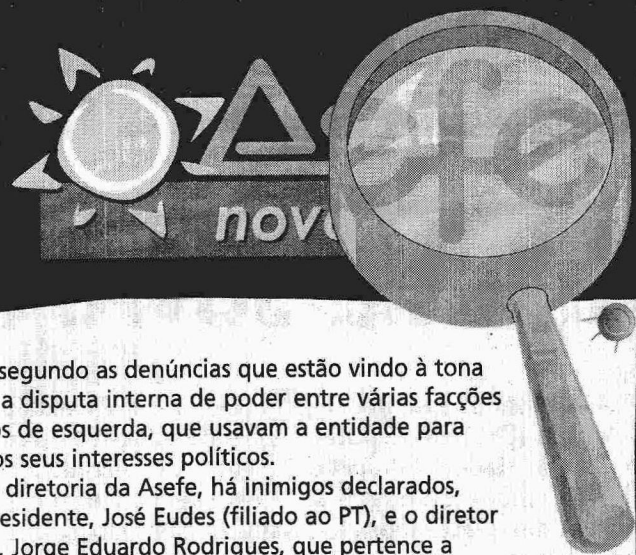 Asefe
nov
segundo as denúncias que estão vindo à tona
a disputa interna de poder entre várias facções
os de esquerda, que usavam a entidade para
os seus interesses políticos.
diretoria da Asefe, há inimigos declarados,
esidente, José Eudes (filiado ao PT), e o diretor
Jorge Eduardo Rodrigues, que pertence a